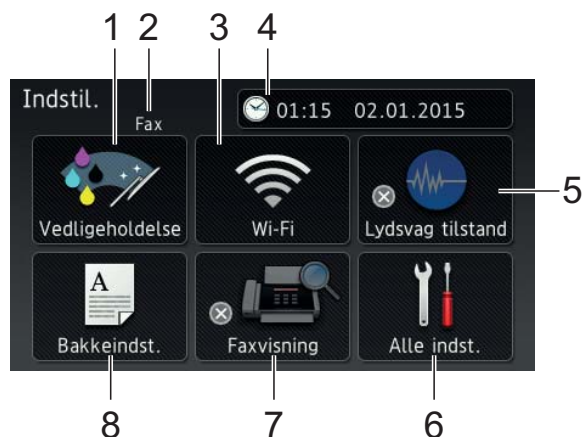 1 2 3 4
Indstil.
01:15 02.01.2015
Fax
5
Vedligeholdelse Wi-Fi Lydsvag tilstand
A
Bakkeindst. Faxvisning Alle indst.
8 7 6